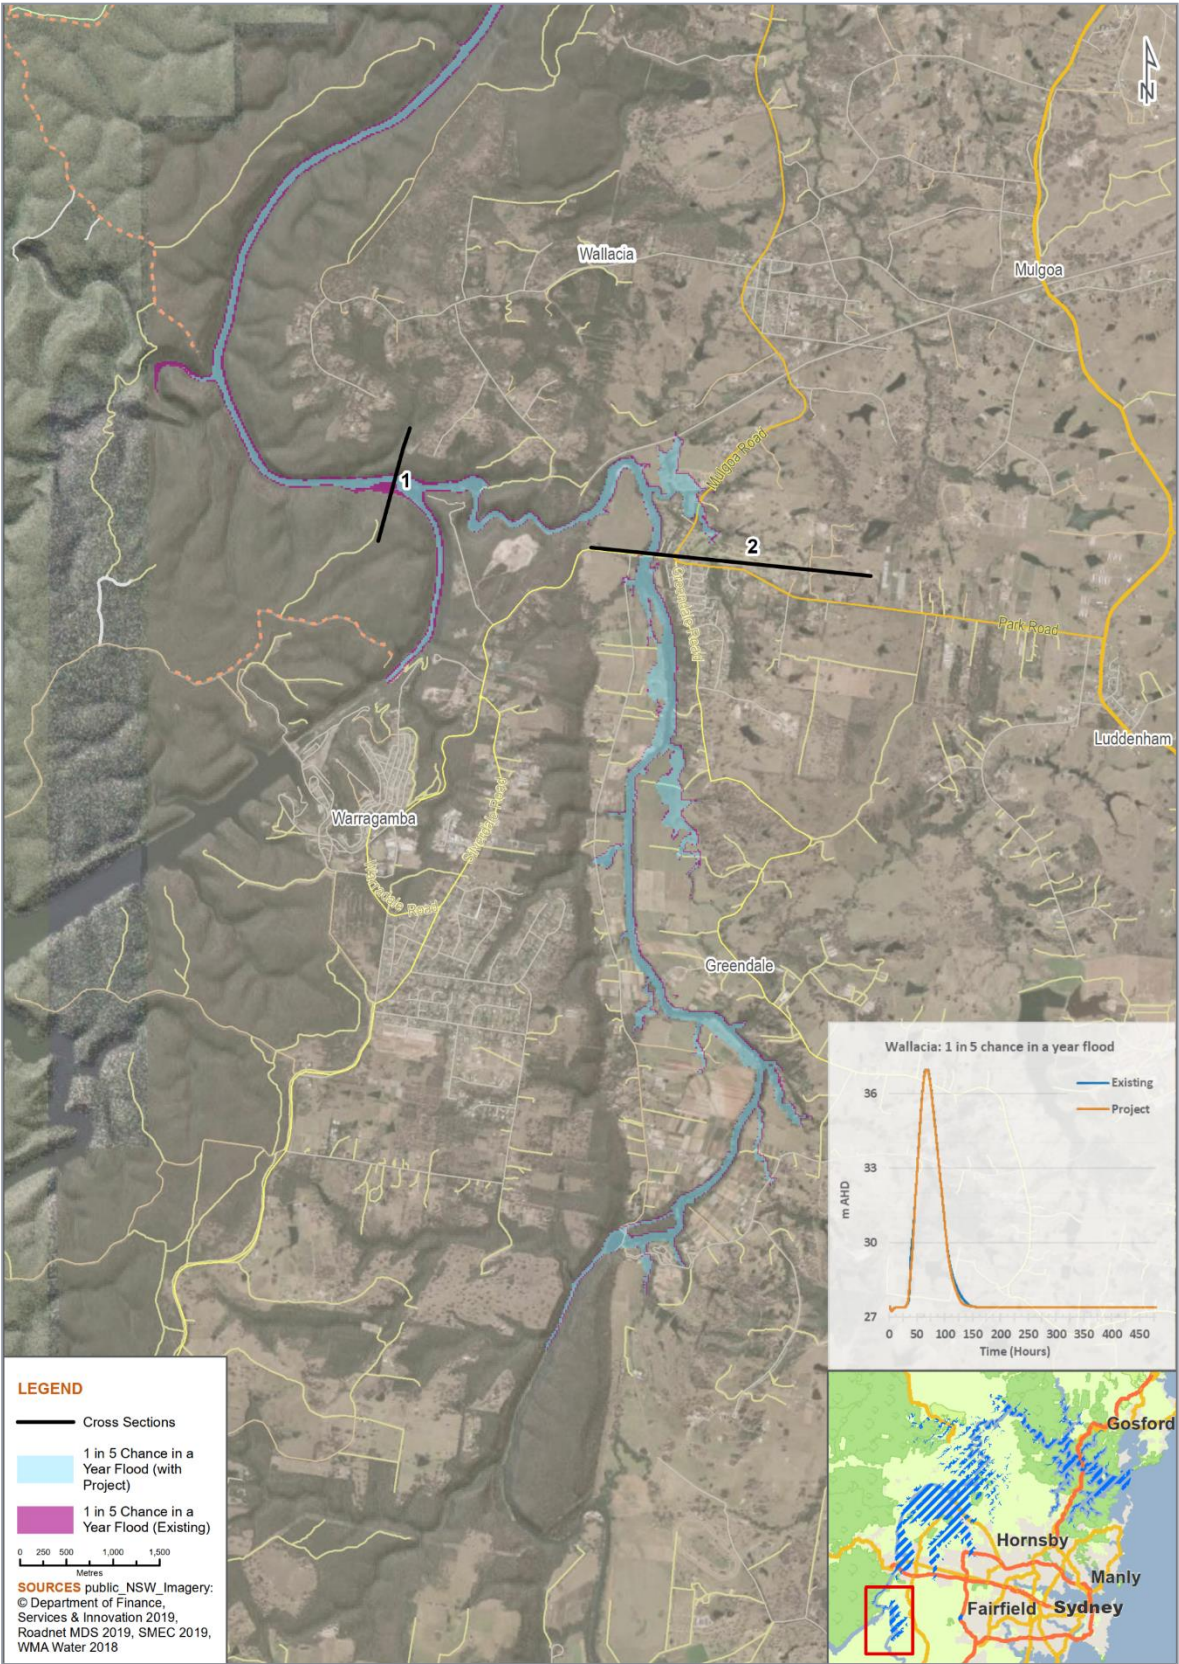 N
Wallacia
Mulgoa
Mulgoa Road
1
2
Greendale Road
Park Road
Luddenham
Warragamba
Silverdale Road
Warradale Road
Greendale
Wallacia: 1 in 5 chance in a year flood
Existing
Project
36
33
30
27
m AHD
0 50 100 150 200 250 300 350 400 450
Time (Hours)
LEGEND
Cross Sections
1 in 5 Chance in a
Year Flood (with
Project)
1 in 5 Chance in a
Year Flood (Existing)
0 250 500 1,000 1,500
Metres
SOURCES public_NSW_Imagery:
© Department of Finance,
Services & Innovation 2019,
Roadnet MDS 2019, SMEC 2019,
WMA Water 2018
Gosford
Hornsby
Manly
Fairfield
Sydney